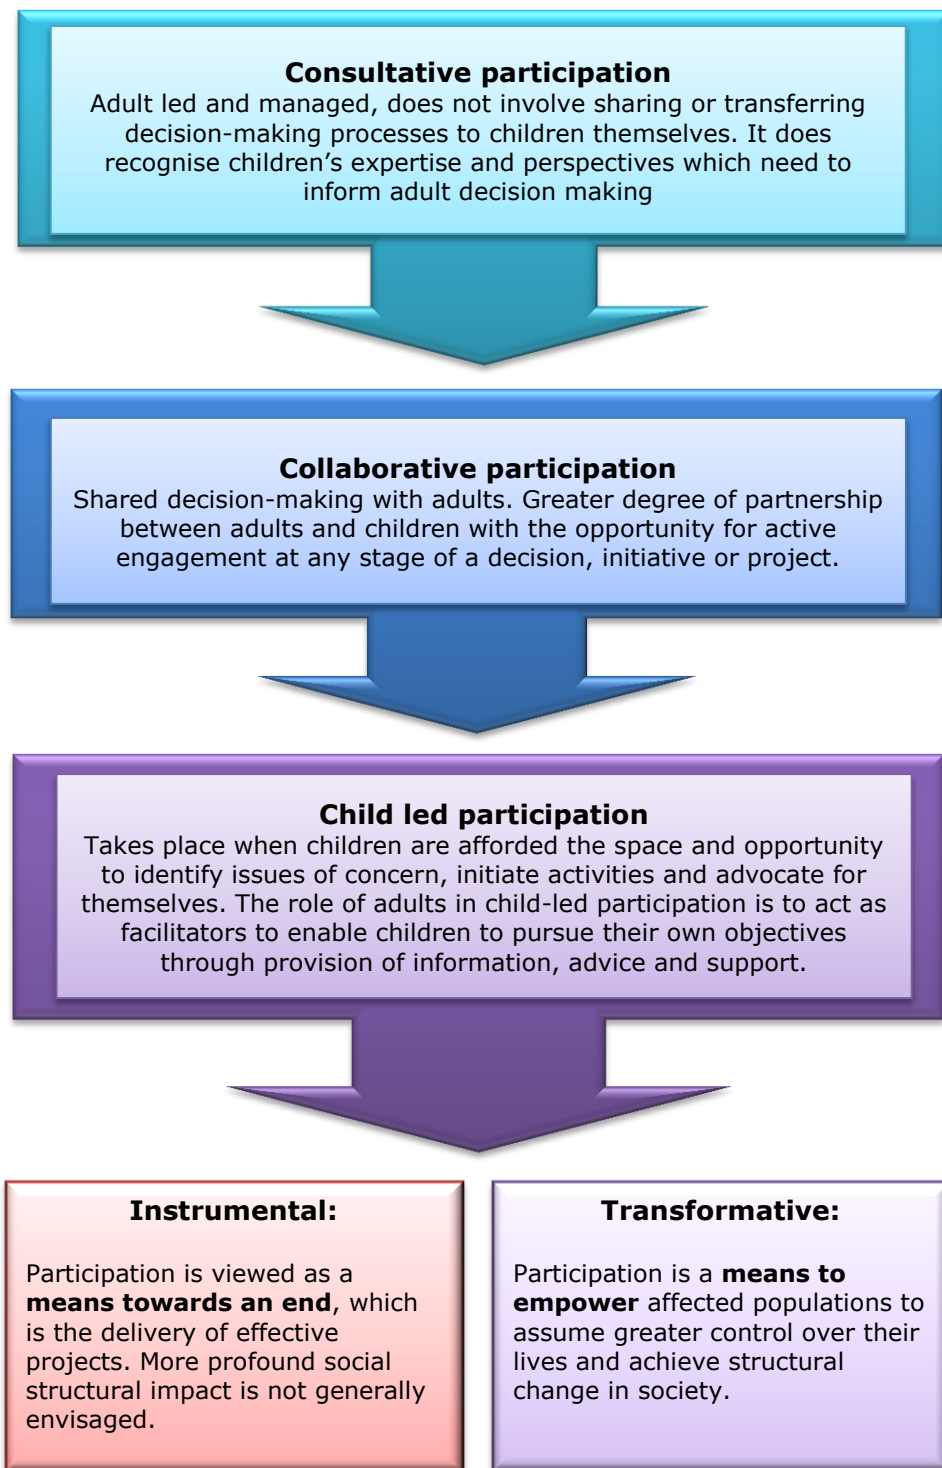 Consultative participation
Adult led and managed, does not involve sharing or transferring
decision-making processes to children themselves. It does
recognise children’s expertise and perspectives which need to
inform adult decision making
Collaborative participation
Shared decision-making with adults. Greater degree of partnership
between adults and children with the opportunity for active
engagement at any stage of a decision, initiative or project.
Child led participation
Takes place when children are afforded the space and opportunity
to identify issues of concern, initiate activities and advocate for
themselves. The role of adults in child-led participation is to act as
facilitators to enable children to pursue their own objectives
through provision of information, advice and support.
Instrumental:
Participation is viewed as a
means towards an end, which
is the delivery of effective
projects. More profound social
structural impact is not generally
envisaged.
Transformative:
Participation is a means to
empower affected populations to
assume greater control over their
lives and achieve structural
change in society.